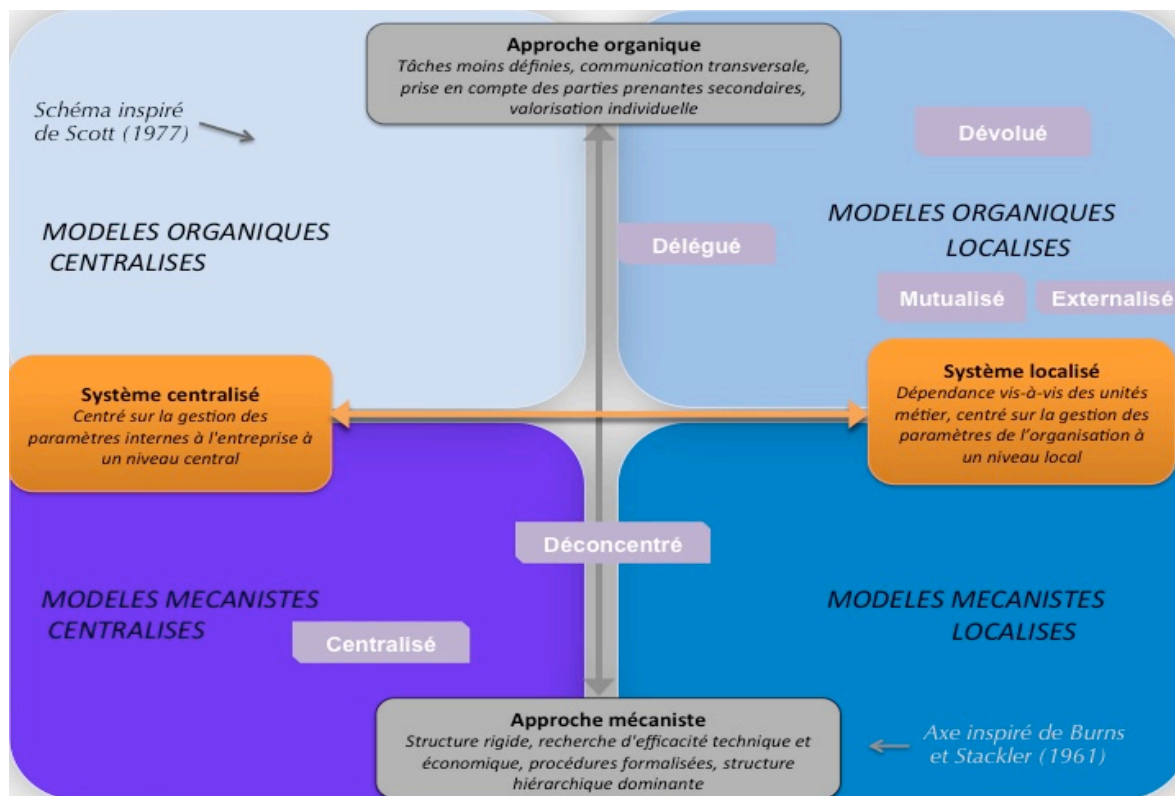 Approche organique
Tâches moins définies, communication transversale,
prise en compte des parties prenantes secondaires,
valorisation individuelle
Schéma inspiré
de Scott (1977)
Dévolué
MODELES ORGANIQUES
CENTRALISES
MODELES ORGANIQUES
LOCALISES
Délégué
Mutualisé
Externalisé
Système centralisé
Centré sur la gestion des
paramètres internes à l'entreprise à
un niveau central
Système localisé
Dépendance vis-à-vis des unités
métier, centré sur la gestion des
paramètres de l'organisation à
un niveau local
Déconcentré
MODELES MECANISTES
CENTRALISES
MODELES MECANISTES
LOCALISES
Centralisé
Approche mécaniste
Structure rigide, recherche d'efficacité technique et
économique, procédures formalisées, structure
hiérarchique dominante
Axe inspiré de Burns
et Stackler (1961)